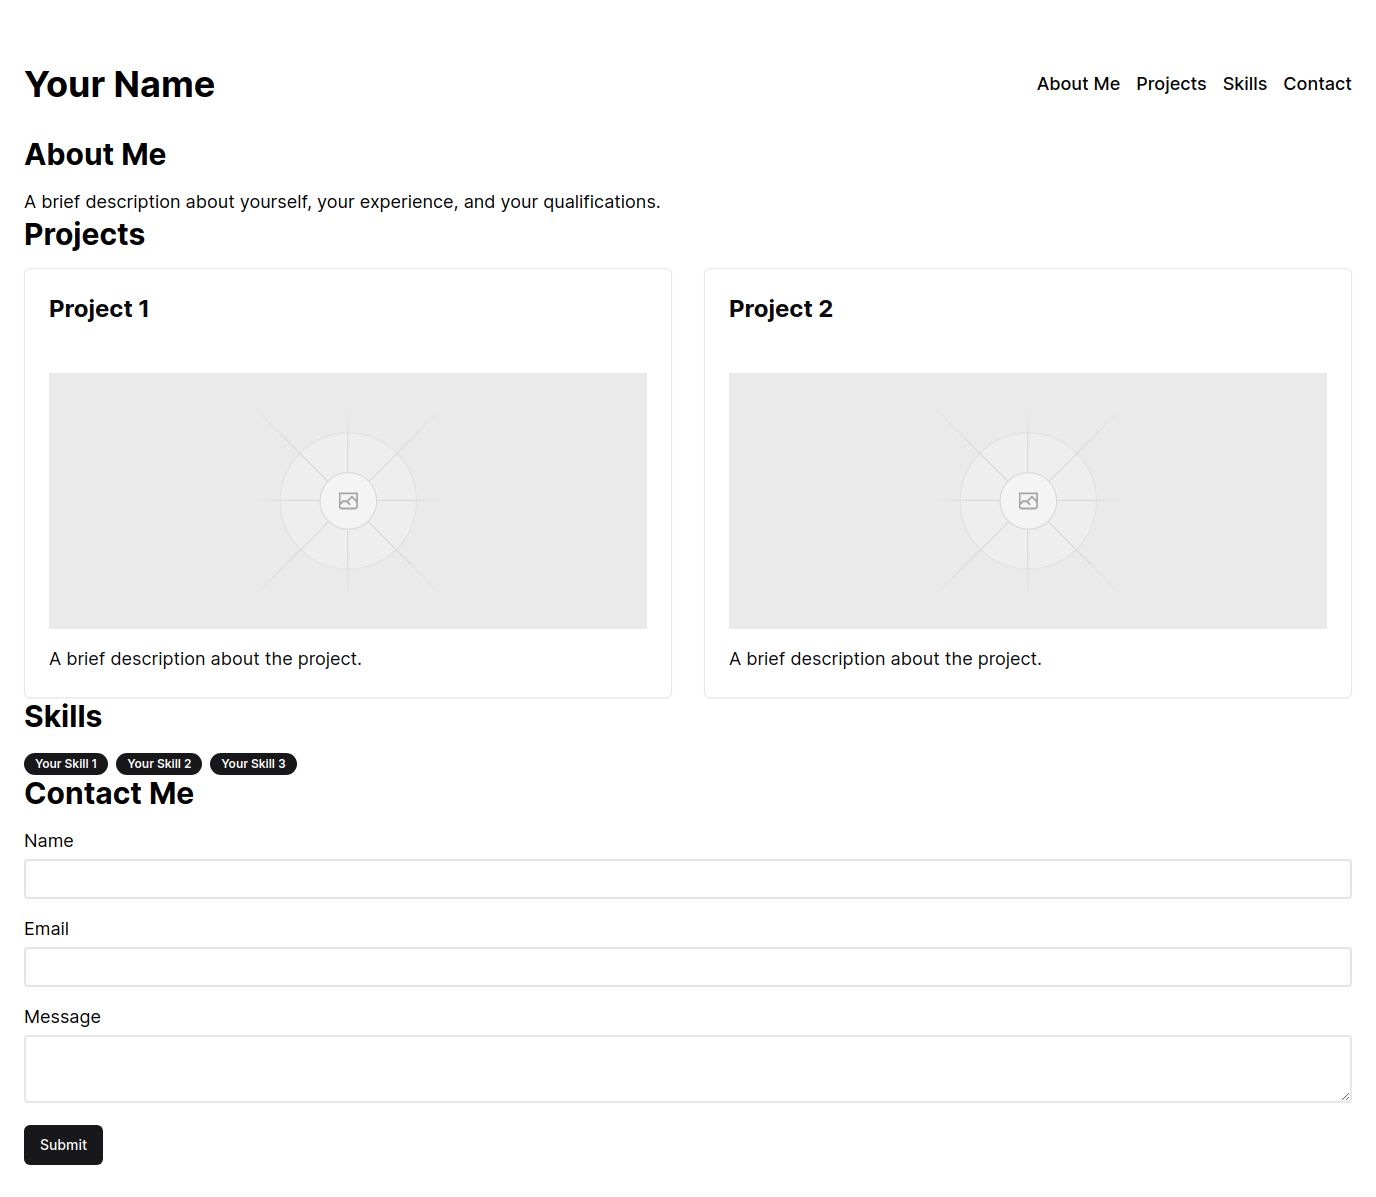 Your Name
About Me Projects Skills Contact
About Me
A brief description about yourself, your experience, and your qualifications.
Projects
Project 1
A brief description about the project.
Project 2
A brief description about the project.
Skills
Your Skill 1 Your Skill 2 Your Skill 3
Contact Me
Name
Email
Message
Submit